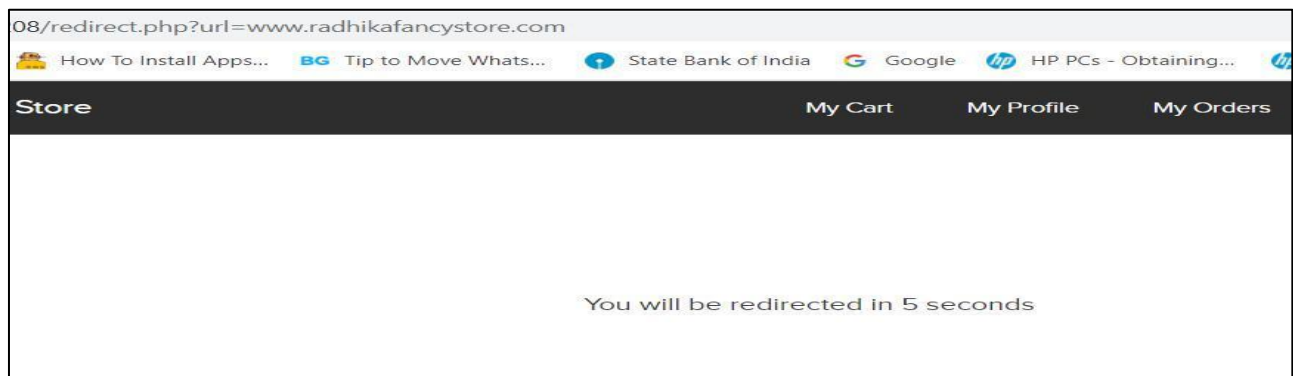 08/redirect.php?url=www.radhikafancystore.com
How To Install Apps... BG Tip to Move Whats... State Bank of India G Google hp HP PCs - Obtaining...
Store My Cart My Profile My Orders
You will be redirected in 5 seconds